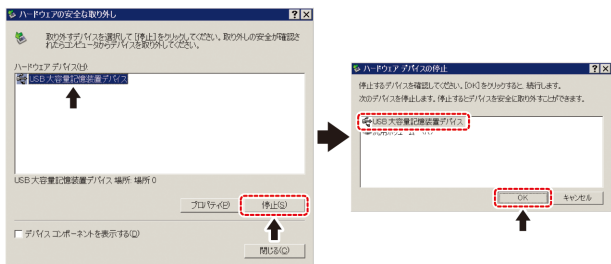 ハードウェアの安全な取り外し
取り外すデバイスを選択して[停止]をクリックしてください。取り外しの安全が確認さ
れたらコンピュータからデバイスを取り外してください。
ハードウェア デバイス(H):
USB 大容量記憶装置デバイス
USB 大容量記憶装置デバイス 場所 場所 0
プロパティ(P)
停止(S)
デバイス コンポーネントを表示する(D)
閉じる(C)
ハードウェア デバイスの停止
停止するデバイスを確認してください。[OK]をクリックすると、続行します。
次のデバイスを停止します。停止するとデバイスを安全に取り外すことができます。
USB 大容量記憶装置デバイス
OK
キャンセル